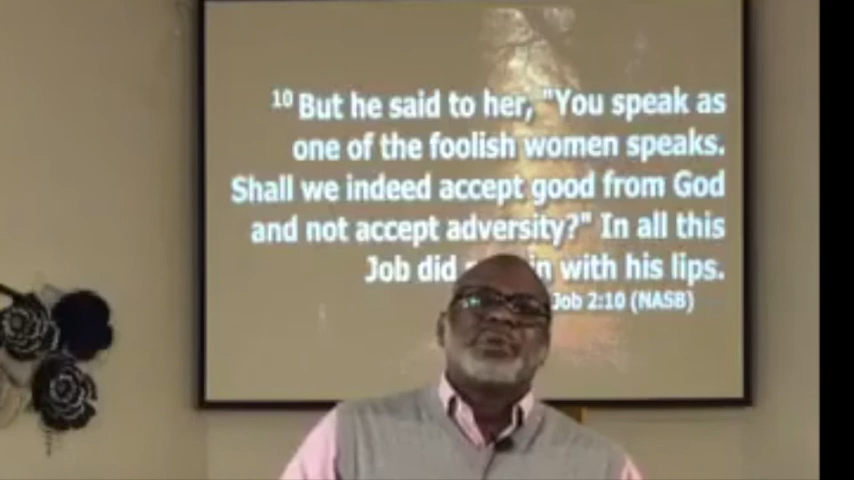 10 But he said to her, "You speak as
one of the foolish women speaks.
Shall we indeed accept good from God
and not accept adversity?" In all this
Job did in with his lips.
Job 2:10 (NASB)